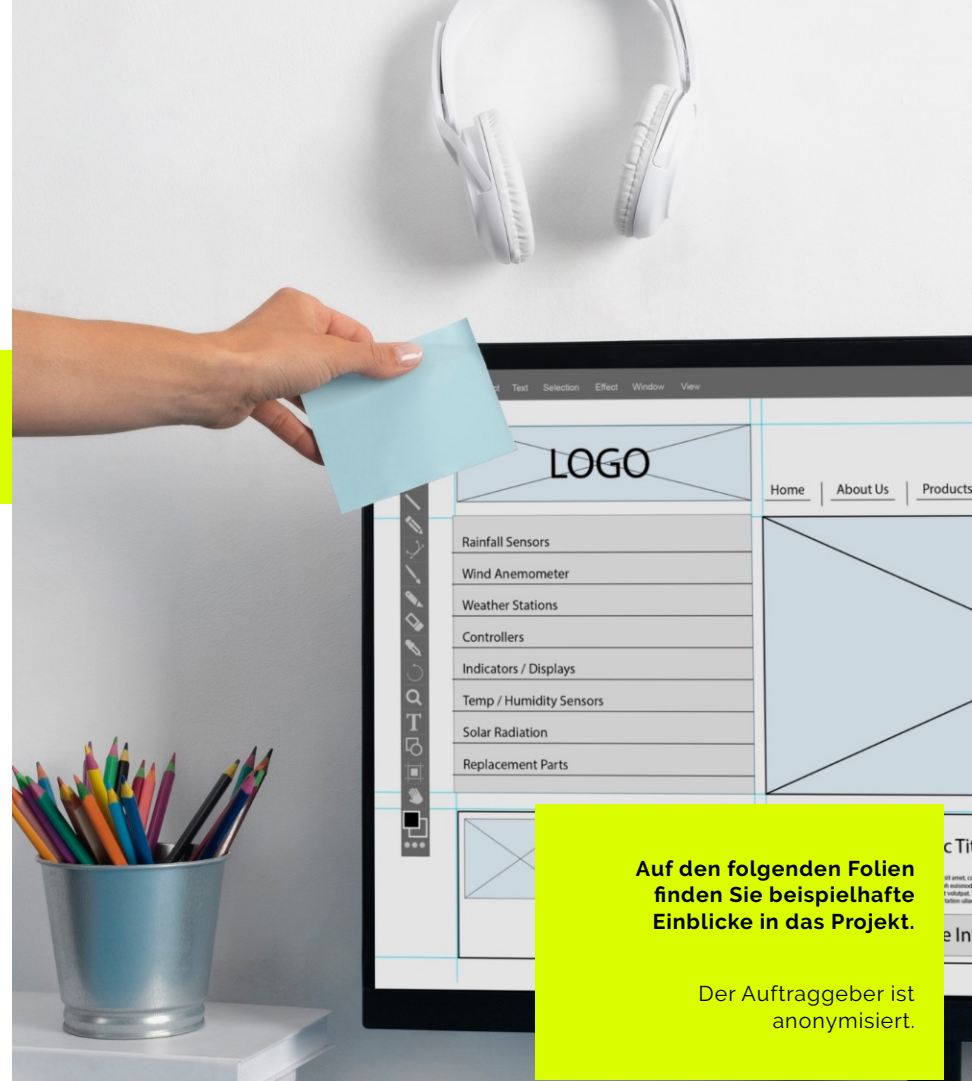 Text Selection Effect Window View
LOGO
Home About Us Products
Rainfall Sensors
Wind Anemometer
Weather Stations
Controllers
Indicators / Displays
Temp / Humidity Sensors
Solar Radiation
Replacement Parts
Auf den folgenden Folien
finden Sie beispielhafte
Einblicke in das Projekt.
Der Auftraggeber ist
anonymisiert.